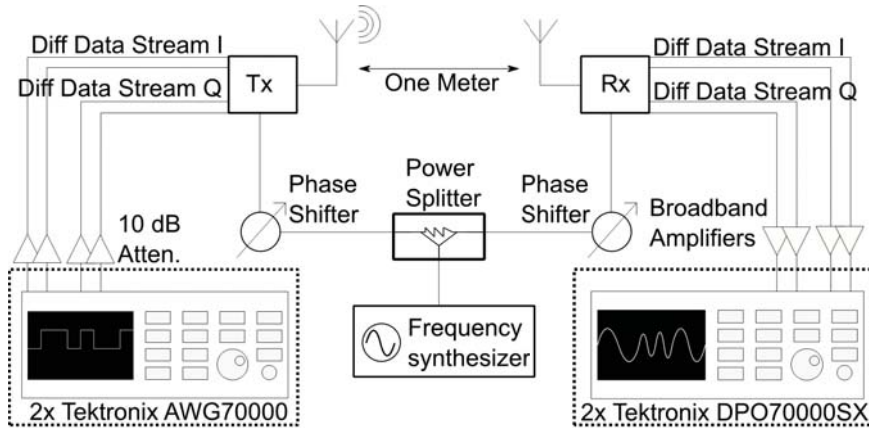 Diff Data Stream I
Diff Data Stream Q
Tx
One Meter
Rx
Diff Data Stream I
Diff Data Stream Q
10 dB
Atten.
Phase
Shifter
Power
Splitter
Phase
Shifter
Broadband
Amplifiers
Frequency
synthesizer
2x Tektronix AWG70000
2x Tektronix DPO70000SX